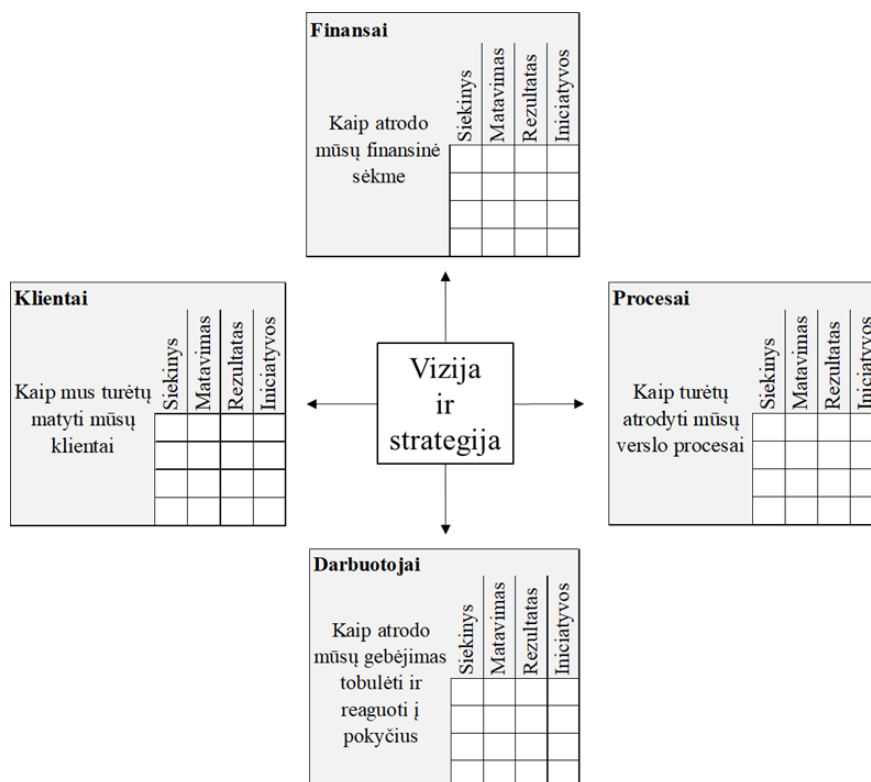 Finansai
Kaip atrodo
mūsų finansinė
sėkme
Siekinys
Matavimas
Rezultatas
Iniciatyvos
Klientai
Kaip mus turėtų
matyti mūsų
klientai
Siekinys
Matavimas
Rezultatas
Iniciatyvos
Vizija
ir
strategija
Procesai
Kaip turėtų
atrodyti mūsų
verslo procesai
Siekinys
Matavimas
Rezultatas
Iniciatyvos
Darbuotojai
Kaip atrodo
mūsų gebėjimas
tobulėti ir
reaguoti į
pokyčius
Siekinys
Matavimas
Rezultatas
Iniciatyvos